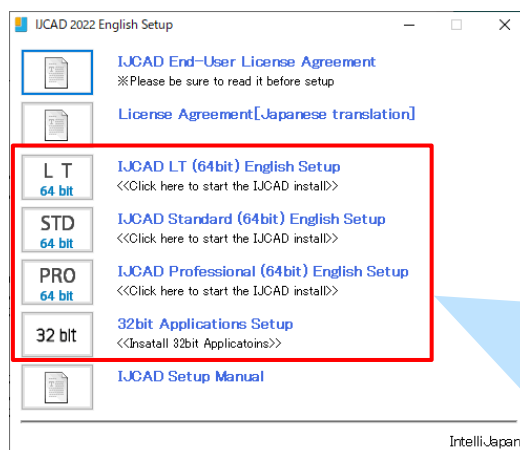 IJCAD 2022 English Setup
IJCAD End-User License Agreement
※Please be sure to read it before setup
License Agreement[Japanese translation]
L T
64 bit
IJCAD LT (64bit) English Setup
<<Click here to start the IJCAD install>>
STD
64 bit
IJCAD Standard (64bit) English Setup
<<Click here to start the IJCAD install>>
PRO
64 bit
IJCAD Professional (64bit) English Setup
<<Click here to start the IJCAD install>>
32 bit
32bit Applications Setup
<<Insatall 32bit Applicatoins>>
IJCAD Setup Manual
IntelliJapan